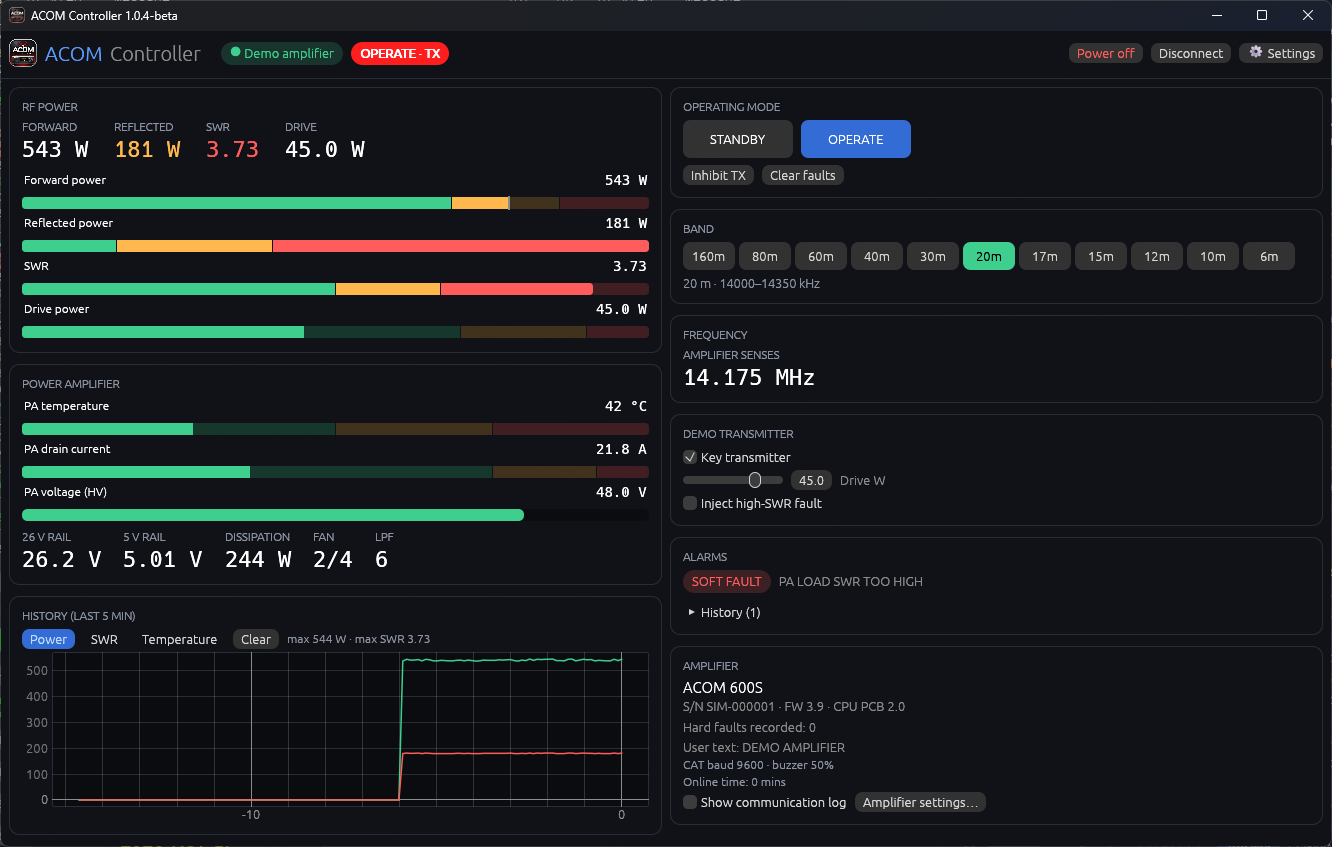 ACOM Controller 1.0.4-beta
ACOM Controller Demo amplifier OPERATE - TX Power off Disconnect Settings
RF POWER
FORWARD REFLECTED SWR DRIVE
543 W 181 W 3.73 45.0 W
Forward power 543 W
Reflected power 181 W
SWR 3.73
Drive power 45.0 W
POWER AMPLIFIER
PA temperature 42 °C
PA drain current 21.8 A
PA voltage (HV) 48.0 V
26 V RAIL 5 V RAIL DISSIPATION FAN LPF
26.2 V 5.01 V 244 W 2/4 6
HISTORY (LAST 5 MIN)
Power SWR Temperature Clear max 544 W · max SWR 3.73
500
400
300
200
100
0
-10 0
OPERATING MODE
STANDBY OPERATE
Inhibit TX Clear faults
BAND
160m 80m 60m 40m 30m 20m 17m 15m 12m 10m 6m
20 m · 14000–14350 kHz
FREQUENCY
AMPLIFIER SENSES
14.175 MHz
DEMO TRANSMITTER
Key transmitter
45.0 Drive W
Inject high-SWR fault
ALARMS
SOFT FAULT PA LOAD SWR TOO HIGH
History (1)
AMPLIFIER
ACOM 600S
S/N SIM-000001 · FW 3.9 · CPU PCB 2.0
Hard faults recorded: 0
User text: DEMO AMPLIFIER
CAT baud 9600 · buzzer 50%
Online time: 0 mins
Show communication log Amplifier settings…